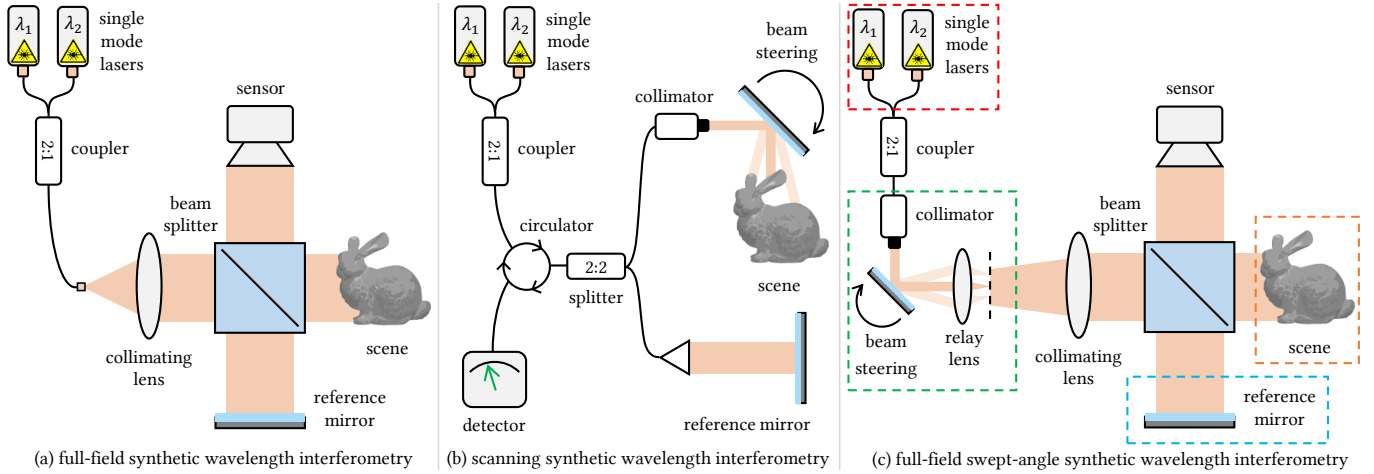 λ1
λ2
single
mode
lasers
2:1
coupler
sensor
beam
splitter
collimating
lens
scene
reference
mirror
(a) full-field synthetic wavelength interferometry
λ1
λ2
single
mode
lasers
2:1
coupler
collimator
beam
steering
circulator
2:2
splitter
scene
detector
reference mirror
(b) scanning synthetic wavelength interferometry
λ1
λ2
single
mode
lasers
2:1
coupler
collimator
beam
steering
relay
lens
collimating
lens
sensor
beam
splitter
scene
reference
mirror
(c) full-field swept-angle synthetic wavelength interferometry